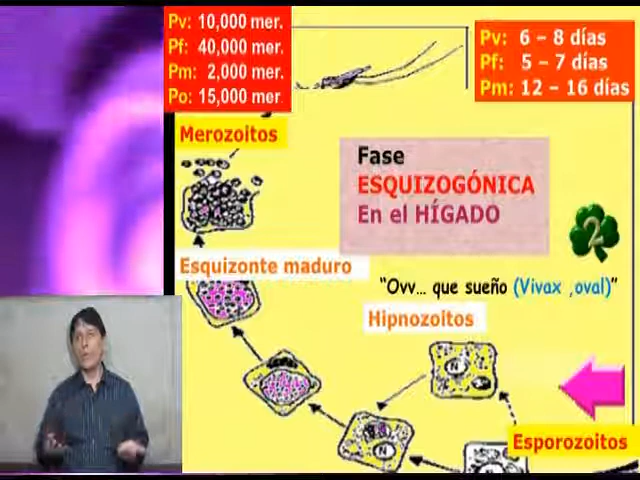 Pv: 10,000 mer.
Pf: 40,000 mer.
Pm: 2,000 mer.
Po: 15,000 mer
Pv: 6 – 8 días
Pf: 5 – 7 días
Pm: 12 – 16 días
Merozoitos
Fase
ESQUIZOGÓNICA
En el HÍGADO
2
Esquizonte maduro
“Ovv... que sueño (Vivax ,oval)”
Hipnozoitos
N
N
Esporozoitos